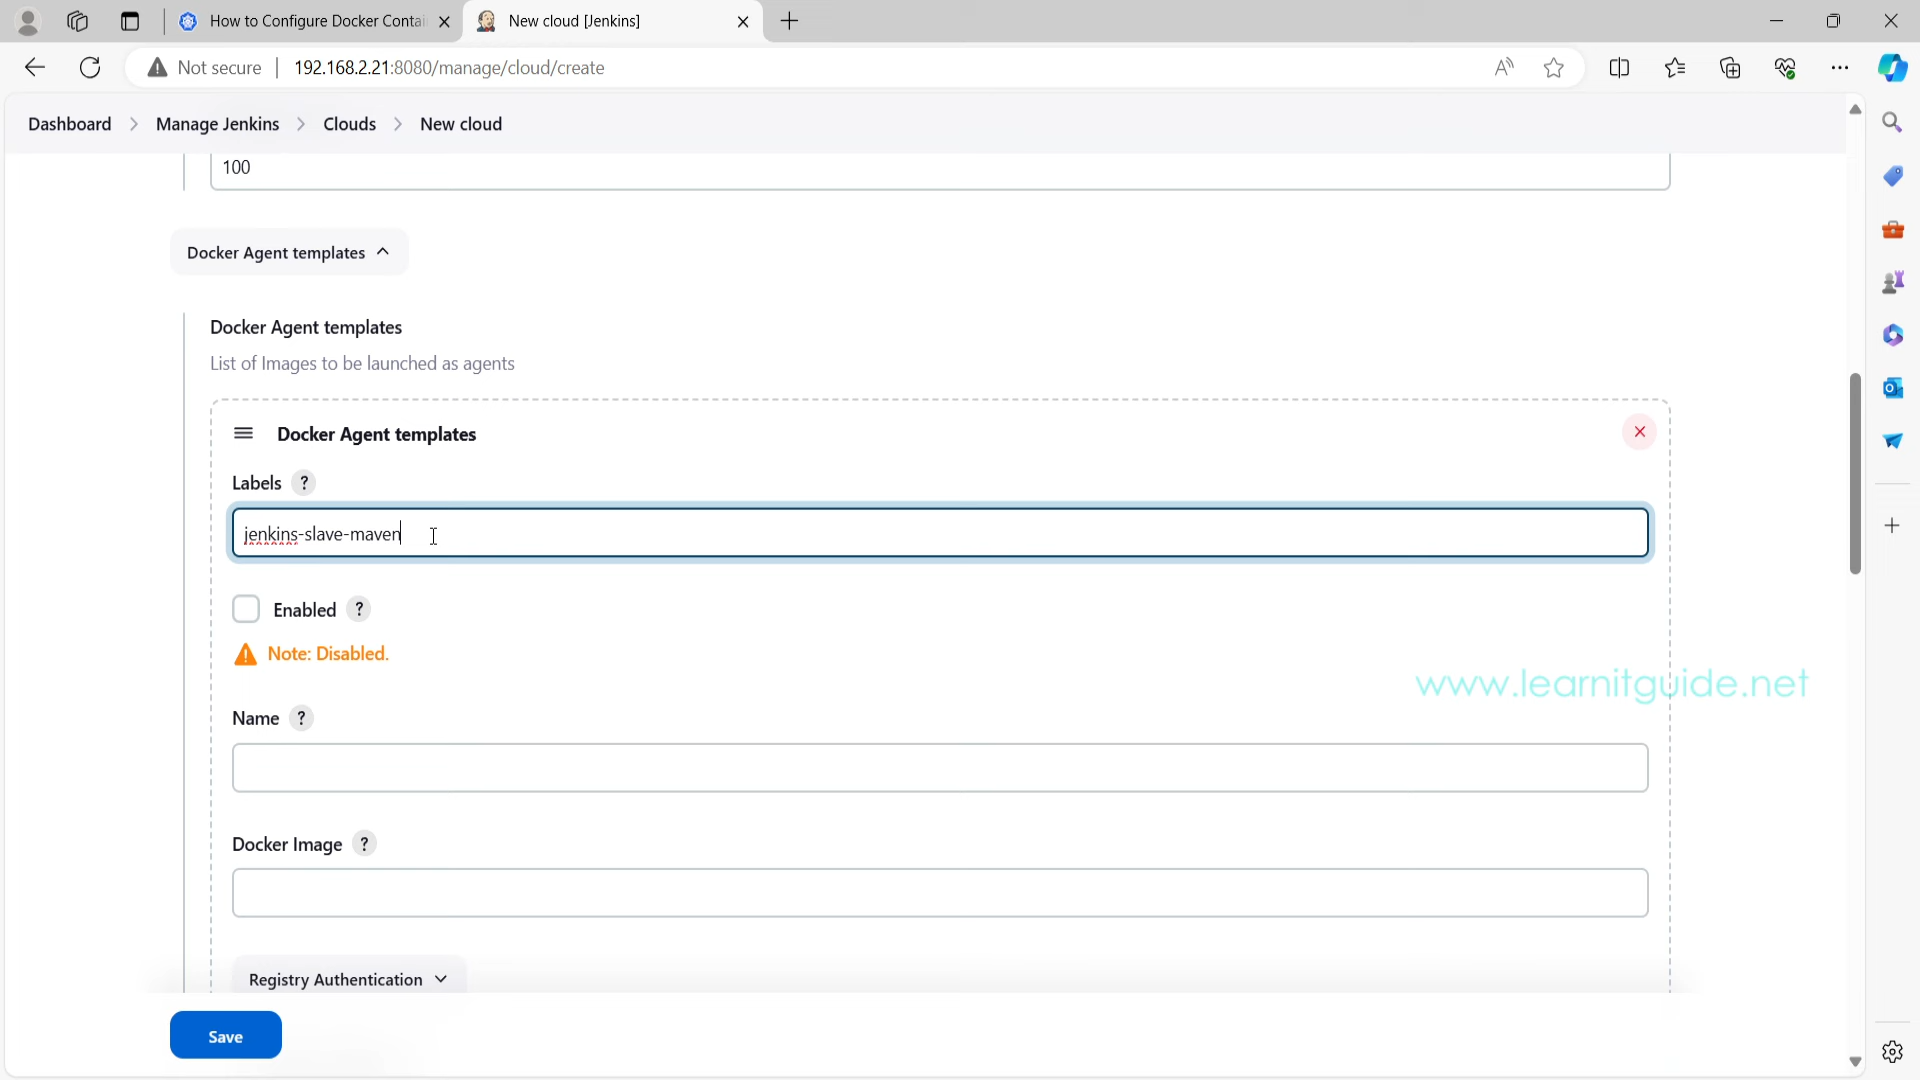 How to Configure Docker Contai
New cloud [Jenkins]
Not secure
192.168.2.21:8080/manage/cloud/create
Dashboard > Manage Jenkins > Clouds > New cloud
100
Docker Agent templates
Docker Agent templates
List of Images to be launched as agents
Docker Agent templates
Labels ?
jenkins-slave-maven
Enabled ?
Note: Disabled.
www.learnitguide.net
Name ?
Docker Image ?
Registry Authentication
Save